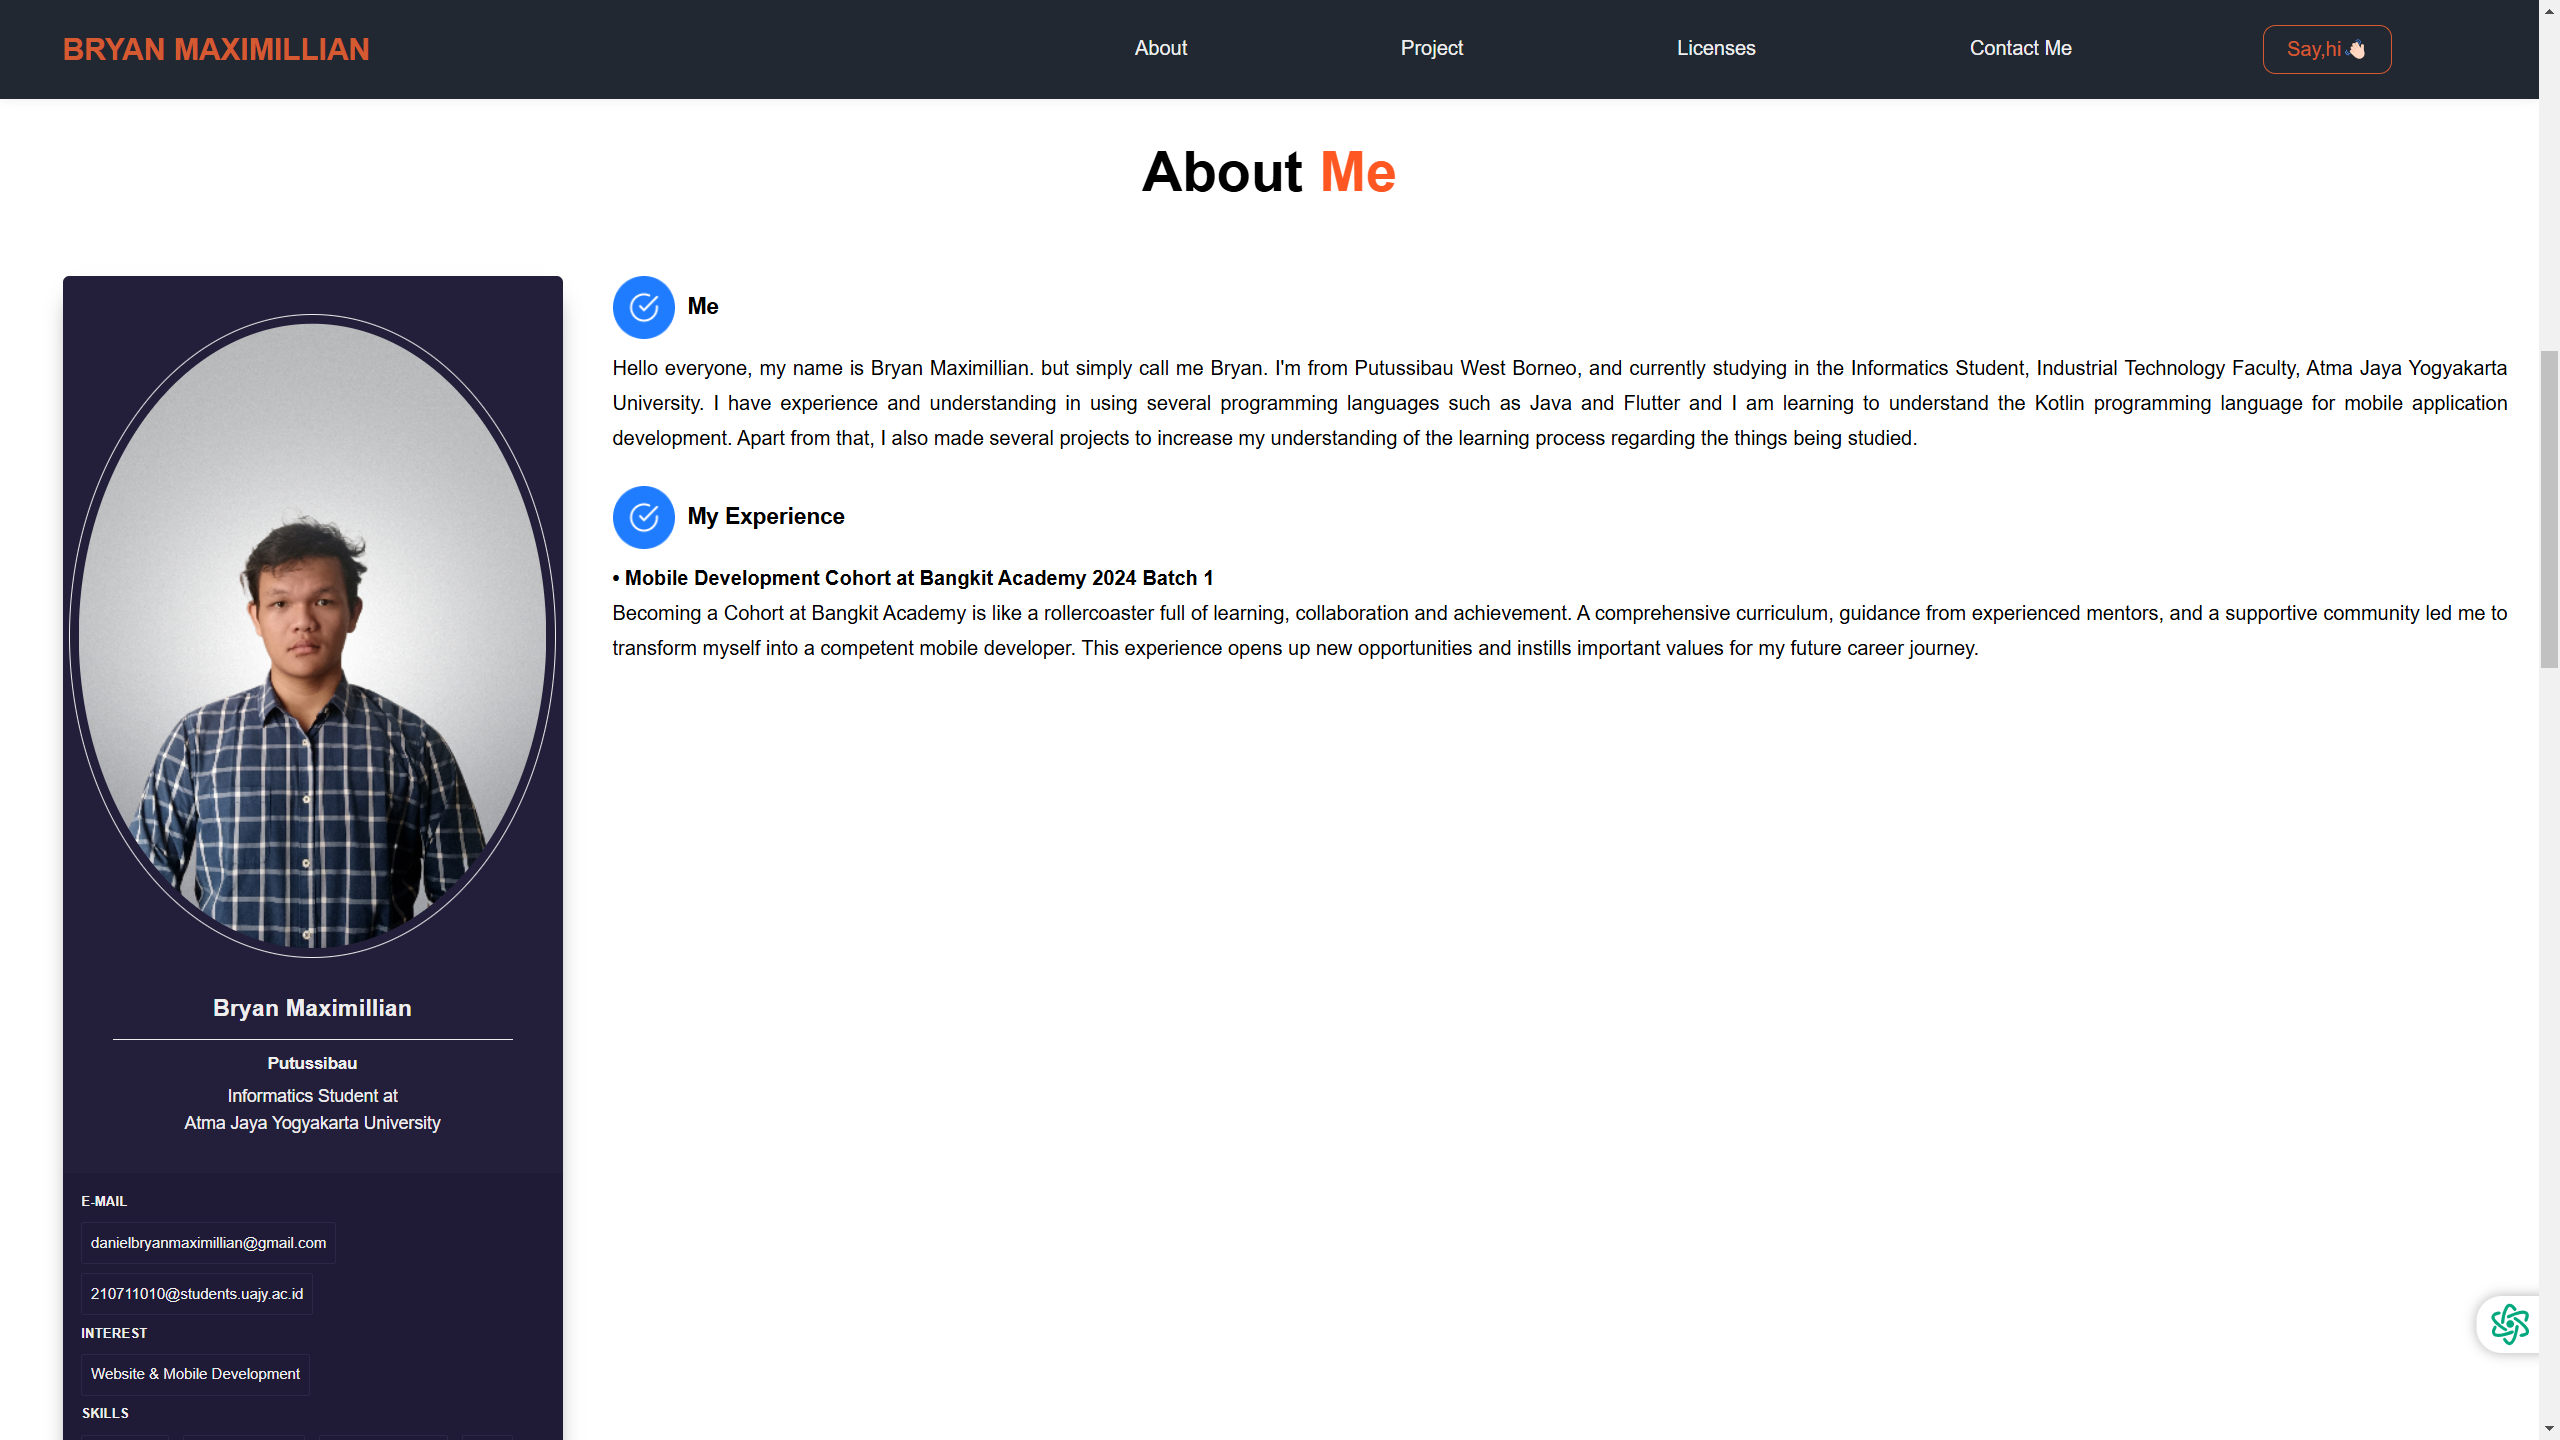 BRYAN MAXIMILLIAN
About
Project
Licenses
Contact Me
Say,hi👋🏻
About Me
Bryan Maximillian
Putussibau
Informatics Student at
Atma Jaya Yogyakarta University
E-MAIL
danielbryanmaximillian@gmail.com
210711010@students.uajy.ac.id
INTEREST
Website & Mobile Development
SKILLS
Me
Hello everyone, my name is Bryan Maximillian. but simply call me Bryan. I'm from Putussibau West Borneo, and currently studying in the Informatics Student, Industrial Technology Faculty, Atma Jaya Yogyakarta
University. I have experience and understanding in using several programming languages such as Java and Flutter and I am learning to understand the Kotlin programming language for mobile application
development. Apart from that, I also made several projects to increase my understanding of the learning process regarding the things being studied.
My Experience
• Mobile Development Cohort at Bangkit Academy 2024 Batch 1
Becoming a Cohort at Bangkit Academy is like a rollercoaster full of learning, collaboration and achievement. A comprehensive curriculum, guidance from experienced mentors, and a supportive community led me to
transform myself into a competent mobile developer. This experience opens up new opportunities and instills important values for my future career journey.